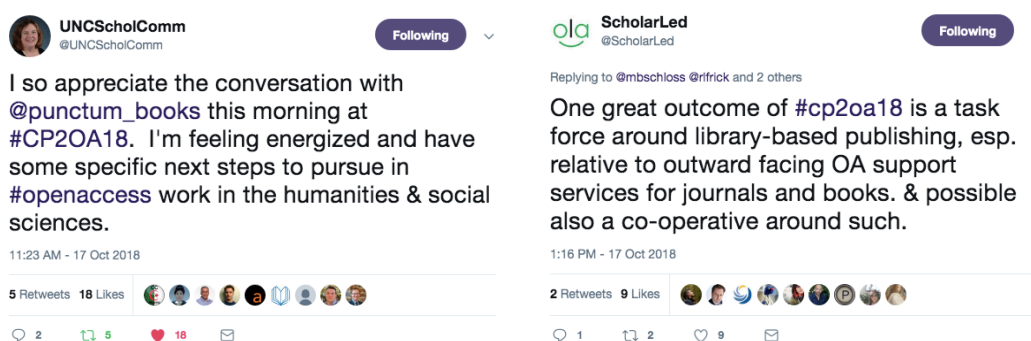 UNCScholComm
@UNCScholComm
Following
I so appreciate the conversation with
@punctum_books this morning at
#CP2OA18.  I'm feeling energized and have
some specific next steps to pursue in
#openaccess work in the humanities & social
sciences.
11:23 AM - 17 Oct 2018
5 Retweets 18 Likes
a
2 5 18
ola
ScholarLed
@ScholarLed
Following
Replying to @mbschloss @rlfrick and 2 others
One great outcome of #cp2oa18 is a task
force around library-based publishing, esp.
relative to outward facing OA support
services for journals and books. & possible
also a co-operative around such.
1:16 PM - 17 Oct 2018
2 Retweets 9 Likes
P
1 2 9